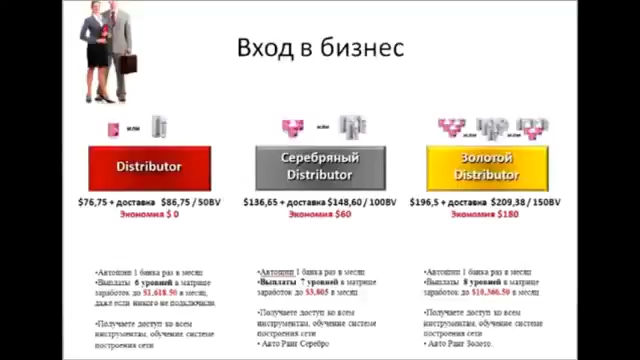 Вход в бизнес
или
или
или
Distributor
Серебряный
Distributor
Золотой
Distributor
$76,75 + доставка $86,75 / 50BV
Экономия $ 0
$136,65 + доставка $148,60 / 100BV
Экономия $60
$196,5 + доставка $209,38 / 150BV
Экономия $180
•Автошип 1 банка раз в месяц
•Выплаты 6 уровней в матрице
заработок до $1,618.50 в месяц,
даже если никого не подключили
•Получаете доступ ко всем
инструментам, обучение системе
построения сети
•Автошип 1 банка раз в месяц
•Выплаты 7 уровней в матрице
заработок до $3,805 в месяц
•Получаете доступ ко всем
инструментам, обучение системе
построения сети
• Авто Ранг Серебро
•Автошип 1 банка раз в месяц
•Выплаты 8 уровней в матрице
заработок до $10,366.50 в месяц
•Получаете доступ ко всем
инструментам, обучение системе
построения сети
• Авто Ранг Золото.